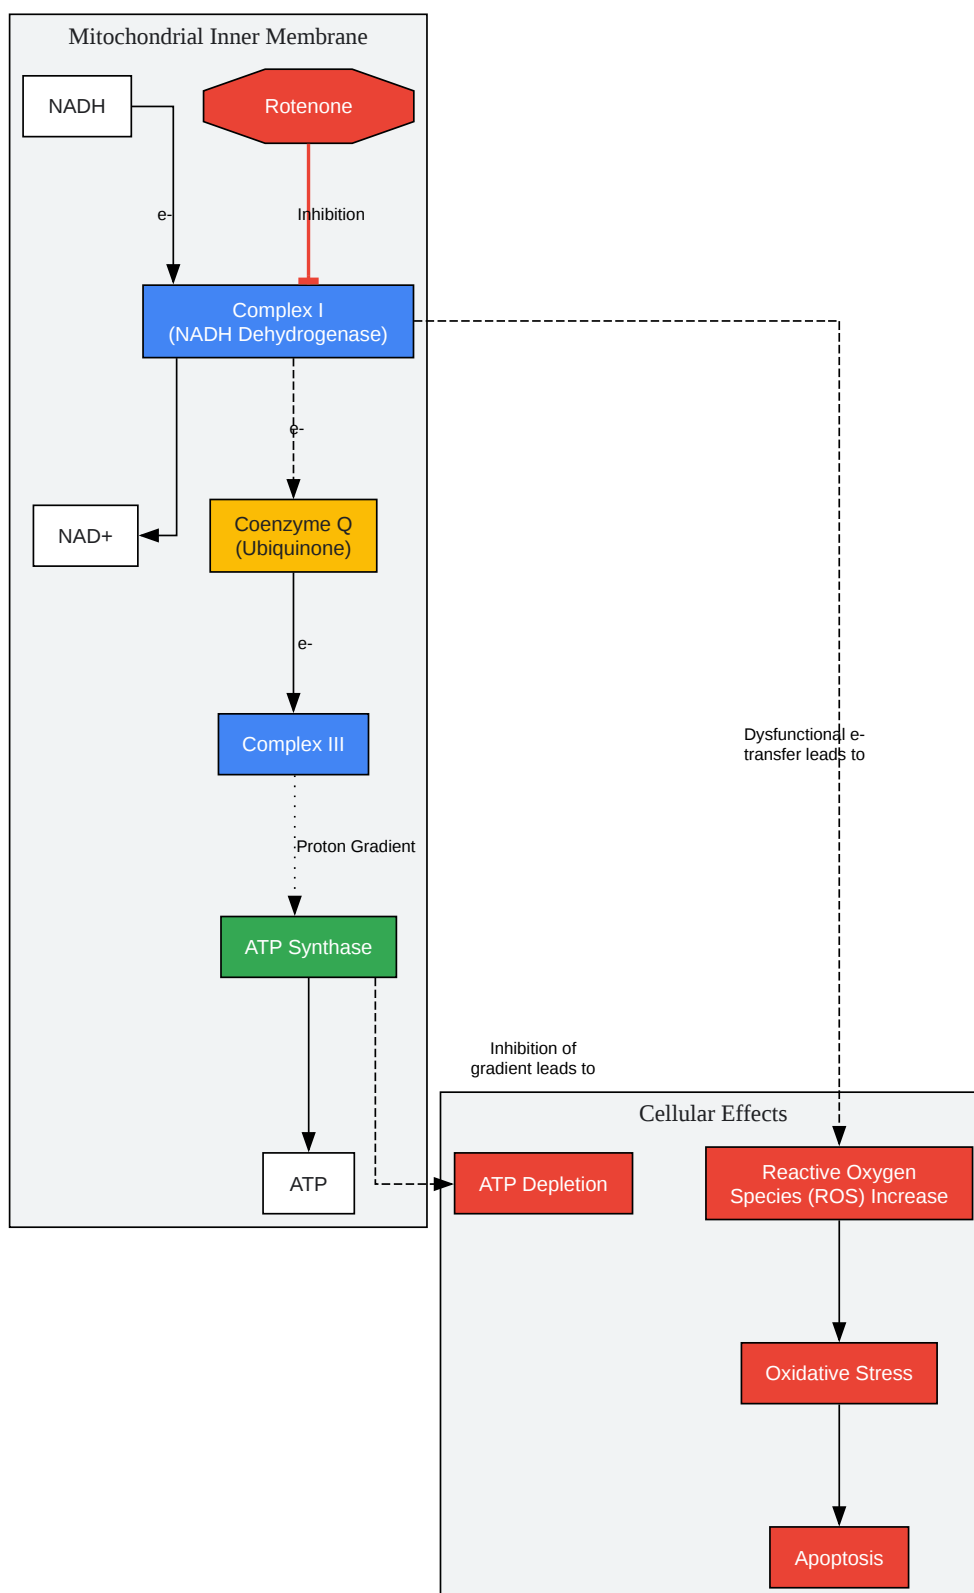 Mitochondrial Inner Membrane
NADH
Rotenone
e-
Inhibition
Complex I
(NADH Dehydrogenase)
e-
NAD+
Coenzyme Q
(Ubiquinone)
e-
Complex III
Dysfunctional e-
transfer leads to
Proton Gradient
ATP Synthase
Inhibition of
gradient leads to
Cellular Effects
ATP
ATP Depletion
Reactive Oxygen
Species (ROS) Increase
Oxidative Stress
Apoptosis